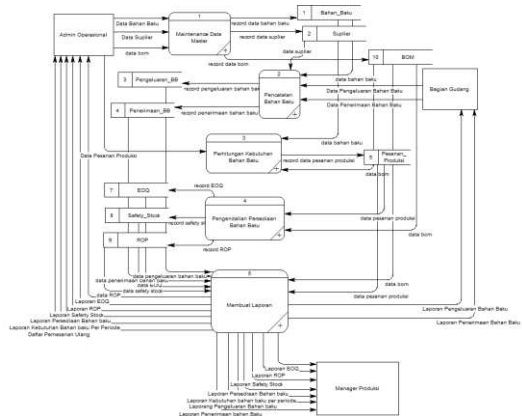 1
Bahan_Baku
Data Bahan Baku
1
Maintenance Data
Master
record data bahan baku
Admin Operasional
Data Suplier
record data suplier
2
Suplier
data bom
record data bom
data suplier
10
BOM
data bahan baku
3
Pengeluaran_BB
record pengeluaran bahan baku
2
Pencatatan
Bahan Baku
Data Pengeluaran Bahan Baku
Bagian Gudang
4
Penerimaan_BB
record penerimaan bahan baku
Data Penerimaan Bahan Baku
data bahan baku
Data Pesanan Produksi
3
Perhitungan Kebutuhan
Bahan Baku
record data pesanan produksi
Pesanan_
Produksi
data bom
7
EOQ
record EOQ
4
Pengendalian Persediaan
Bahan Baku
8
Safety_Stock
record safety stock
data pesanan produksi
ROP
record ROP
data bom
data pengeluaran bahan baku
data penerimaan bahan baku
data EOQ
data safety stock
data ROP
Membuat Laporan
data bom
data pesanan produksi
Laporan EOQ
Laporan ROP
Laporan Safety Stock
Laporan Persediaan Bahan baku
Laporan Kebutuhan Bahan baku Per Periode
Daftar Pemesanan Ulang
Laporan Pengeluaran Bahan Baku
Laporan Penerimaan Bahan Baku
Laporan EOQ
Laporan ROP
Laporan Safety Stock
Laporan Persediaan Bahan Baku
Laporan Kebutuhan bahan baku per periode
Laporang Pengeluaran Bahan baku
Laporan Penerimaan bahan Baku
Manager Produksi